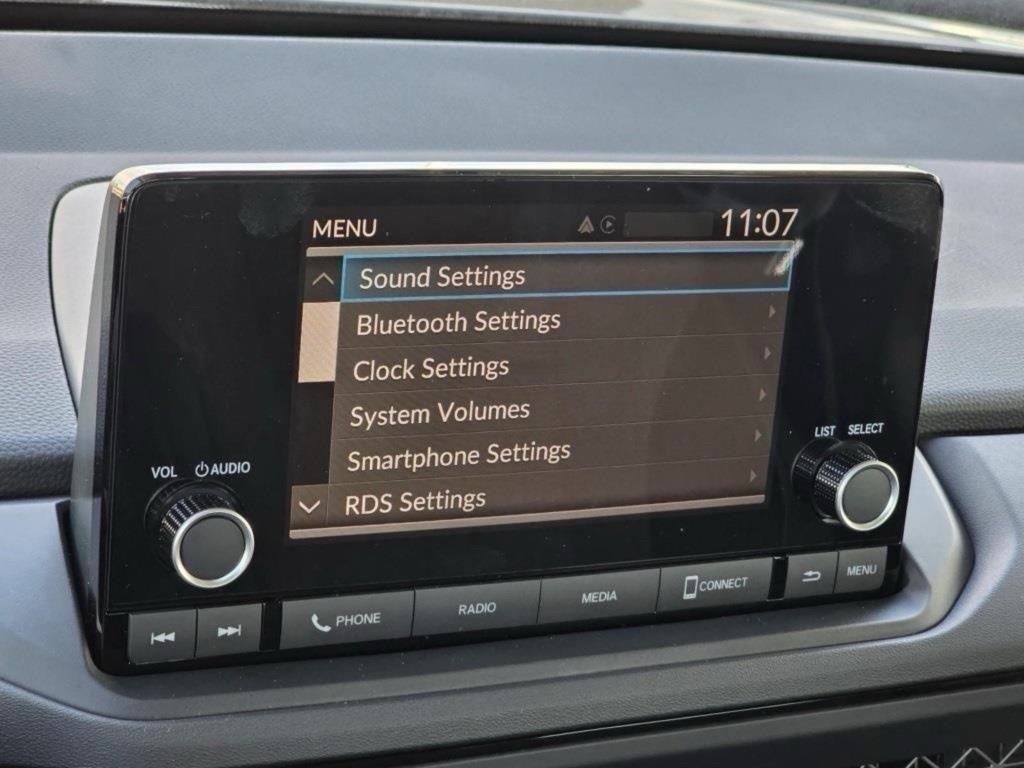 MENU 11:07
Sound Settings
Bluetooth Settings
Clock Settings
System Volumes
Smartphone Settings
RDS Settings
VOL AUDIO
LIST SELECT
PHONE RADIO MEDIA CONNECT MENU